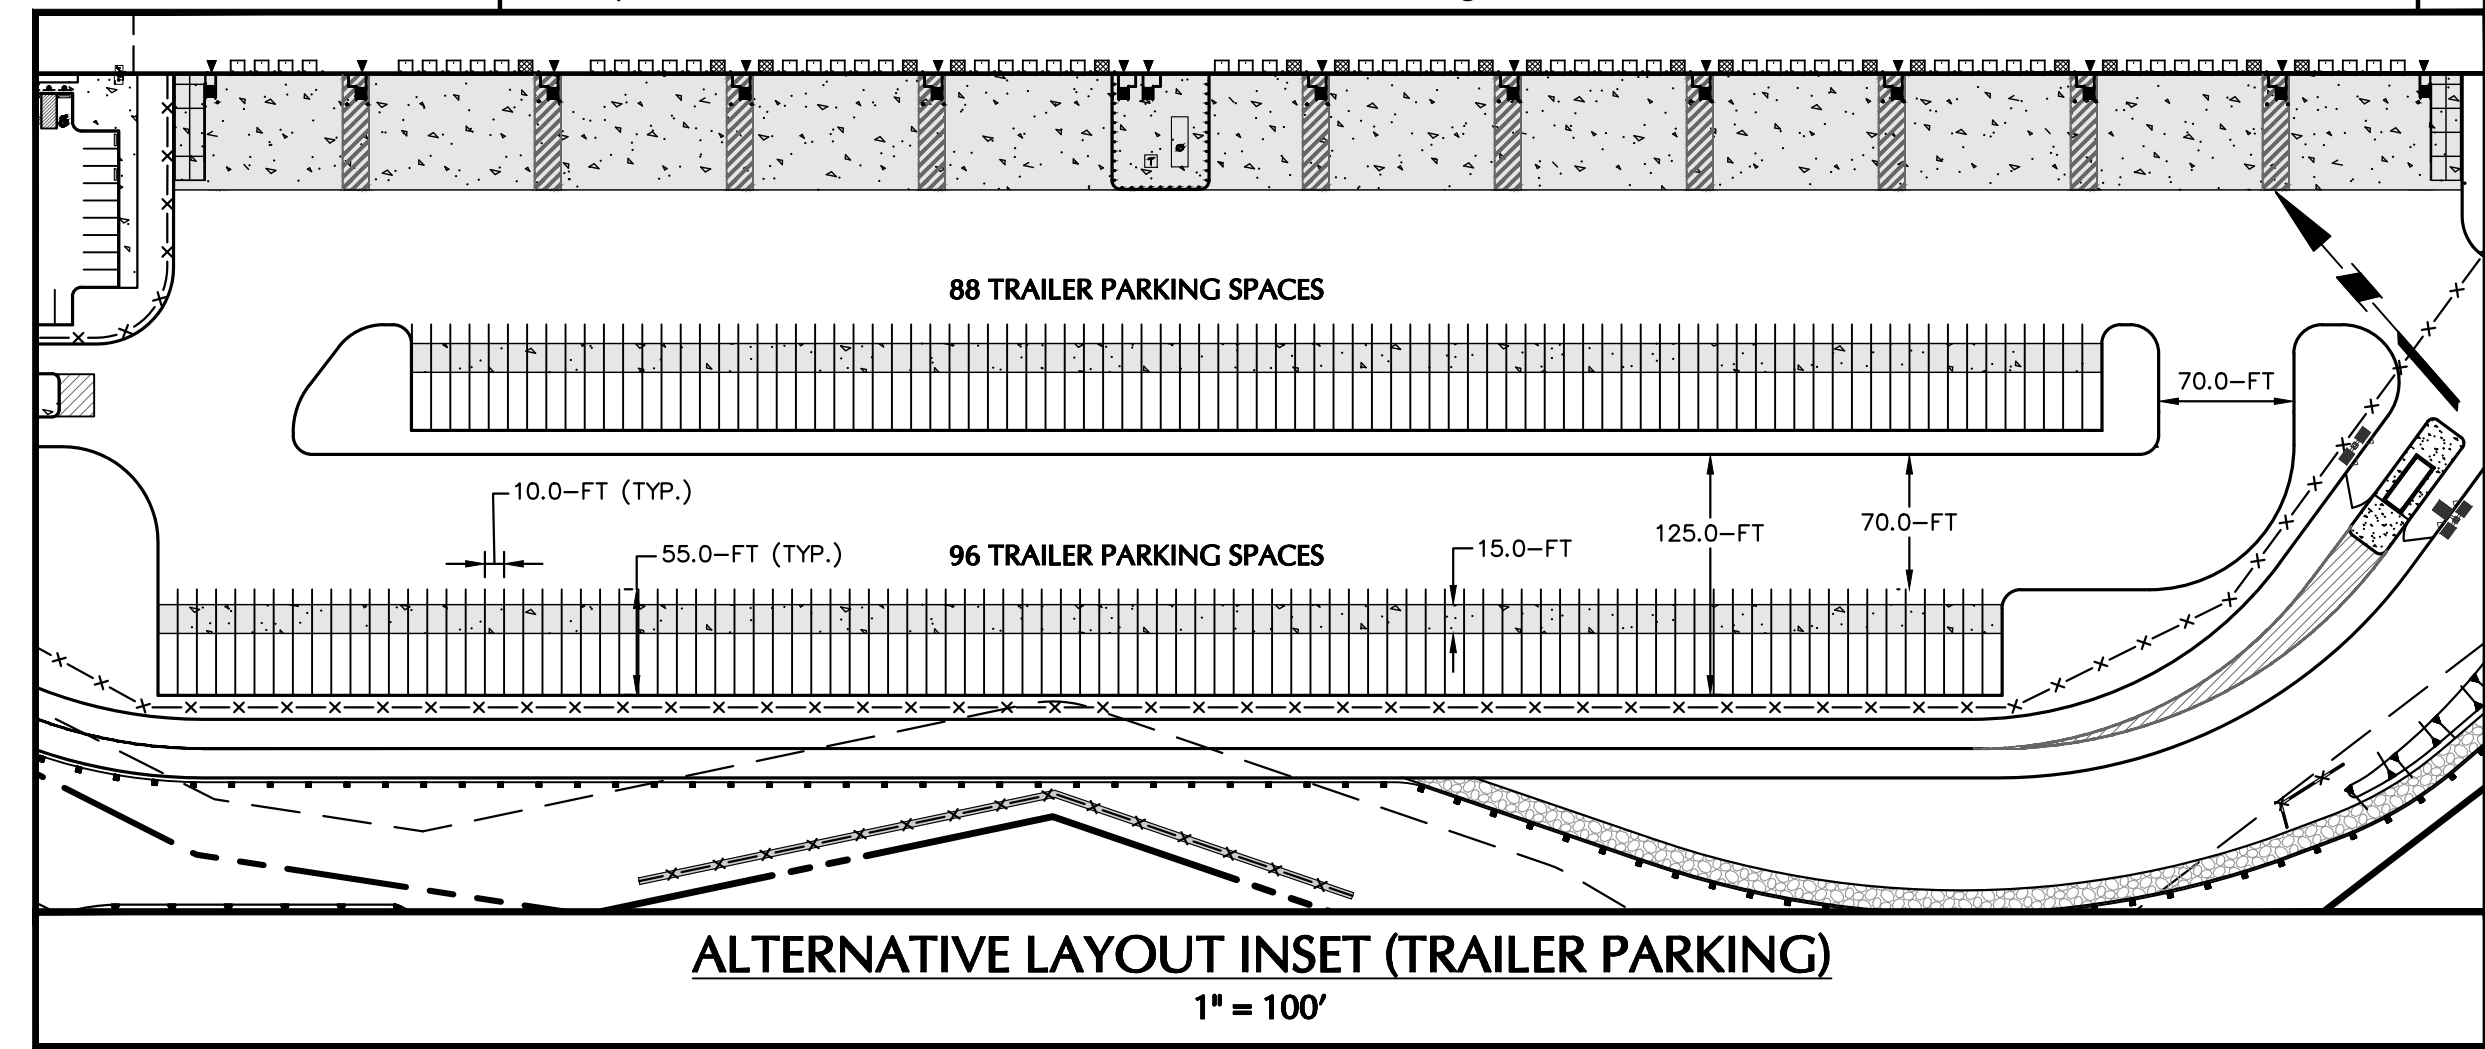 88 TRAILER PARKING SPACES
70.0-FT
10.0-FT (TYP.)
55.0-FT (TYP.)
96 TRAILER PARKING SPACES
15.0-FT
125.0-FT
70.0-FT
T
ALTERNATIVE LAYOUT INSET (TRAILER PARKING)
1" = 100'